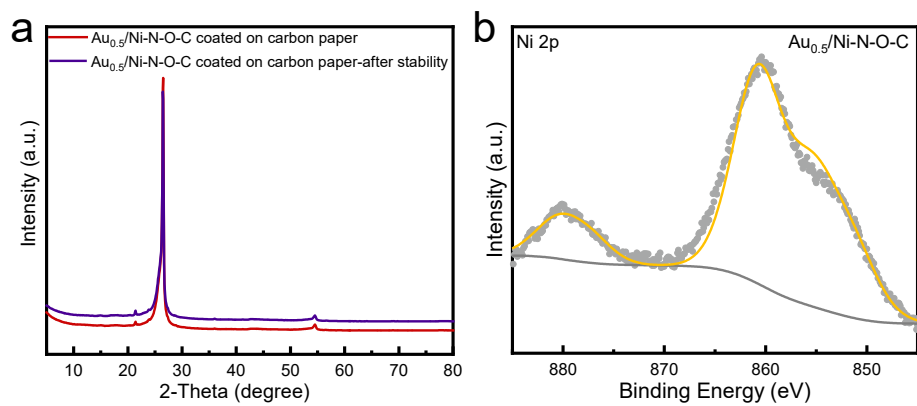 a
Au0.5/Ni-N-O-C coated on carbon paper
Au0.5/Ni-N-O-C coated on carbon paper-after stability
Intensity (a.u.)
10 20 30 40 50 60 70 80
2-Theta (degree)
b
Ni 2p
Au0.5/Ni-N-O-C
Intensity (a.u.)
880 870 860 850
Binding Energy (eV)